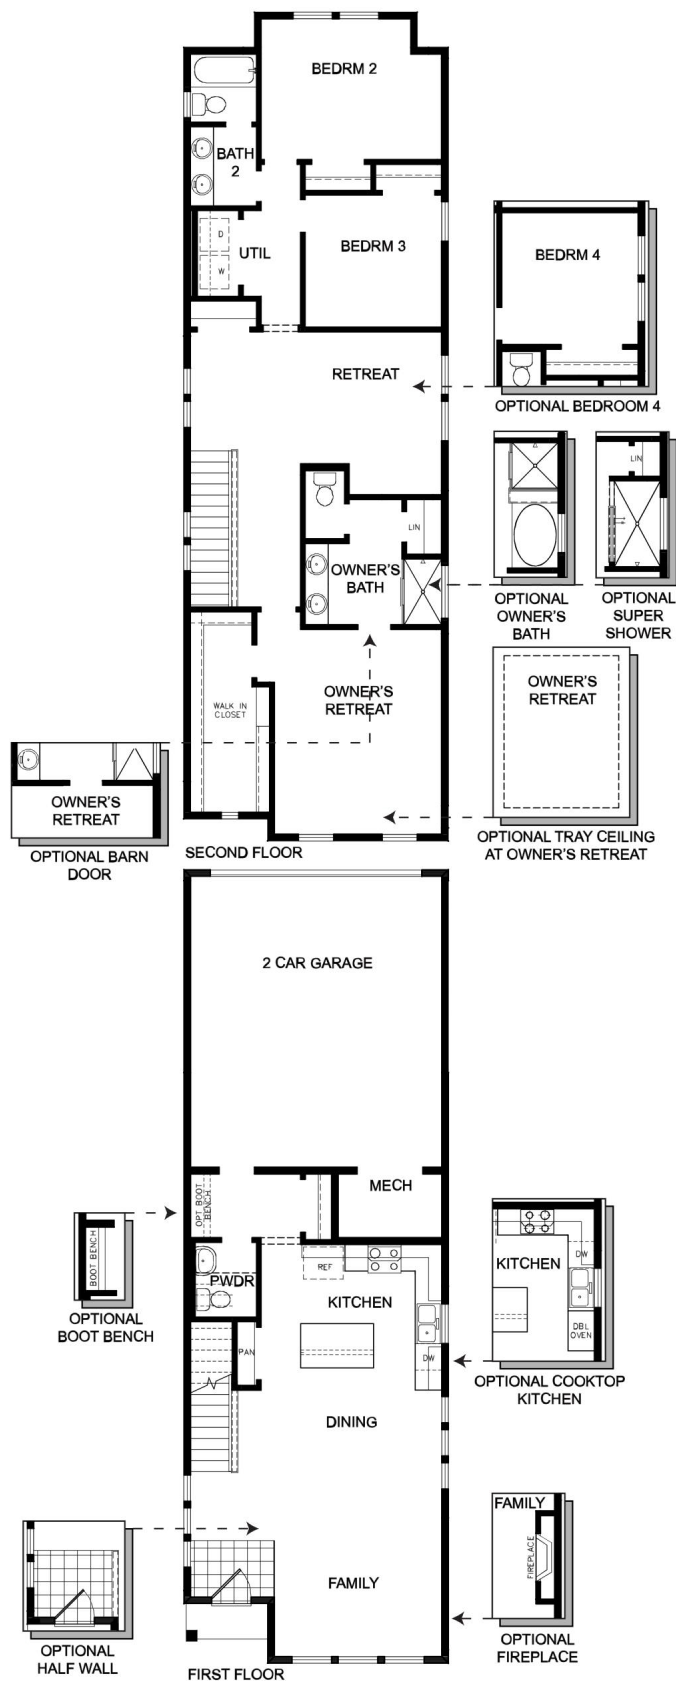 BEDRM 2
BATH
2
D
W
UTIL
BEDRM 3
BEDRM 4
RETREAT
OPTIONAL BEDROOM 4
LIN
LIN
OWNER'S
BATH
OPTIONAL
OWNER'S
BATH
OPTIONAL
SUPER
SHOWER
WALK IN
CLOSET
OWNER'S
RETREAT
OWNER'S
RETREAT
OWNER'S
RETREAT
OPTIONAL BARN
DOOR
SECOND FLOOR
OPTIONAL TRAY CEILING
AT OWNER'S RETREAT
2 CAR GARAGE
OPT BOOT
BENCH
MECH
BOOT BENCH
OPTIONAL
BOOT BENCH
PWDR
REF
KITCHEN
PAN
DW
KITCHEN
DW
DBL
OVEN
OPTIONAL COOKTOP
KITCHEN
DINING
FAMILY
FIREPLACE
OPTIONAL
FIREPLACE
FAMILY
OPTIONAL
HALF WALL
FIRST FLOOR